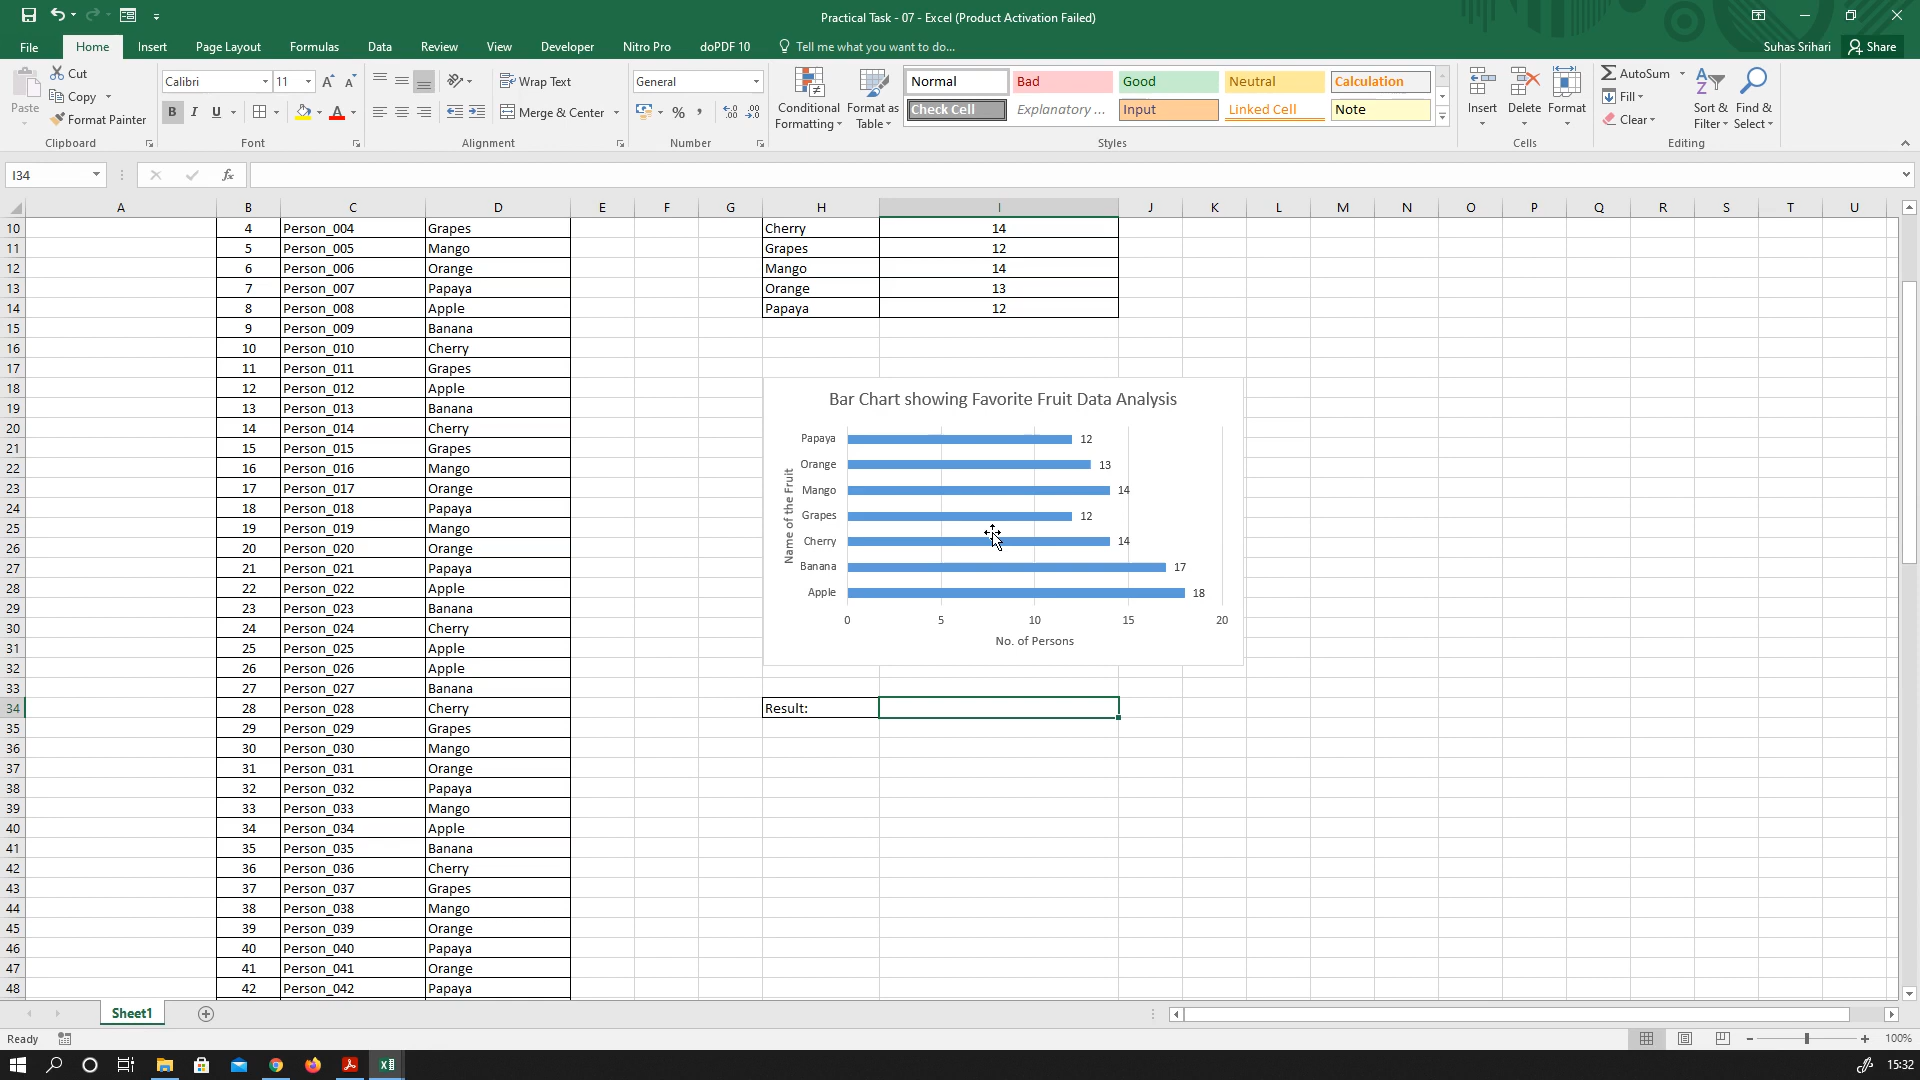 Practical Task - 07 - Excel (Product Activation Failed)
File Home Insert Page Layout Formulas Data Review View Developer Nitro Pro doPDF 10 Tell me what you want to do... Suhas Srihari Share
Paste Cut Copy Format Painter
Calibri 11
B I U
Wrap Text Merge & Center
General
%
Conditional Formatting Format as Table
Normal Bad Good Neutral Calculation
Check Cell Explanatory ... Input Linked Cell Note
Insert Delete Format
AutoSum Fill Clear Sort & Filter Find & Select
Clipboard Font Alignment Number Styles Cells Editing
I34 fx
A B C D E F G H I J K L M N O P Q R S T U
10 4 Person_004 Grapes Cherry 14
11 5 Person_005 Mango Grapes 12
12 6 Person_006 Orange Mango 14
13 7 Person_007 Papaya Orange 13
14 8 Person_008 Apple Papaya 12
15 9 Person_009 Banana
16 10 Person_010 Cherry
17 11 Person_011 Grapes
18 12 Person_012 Apple
19 13 Person_013 Banana
20 14 Person_014 Cherry
21 15 Person_015 Grapes
22 16 Person_016 Mango
23 17 Person_017 Orange
24 18 Person_018 Papaya
25 19 Person_019 Mango
26 20 Person_020 Orange
27 21 Person_021 Papaya
28 22 Person_022 Apple
29 23 Person_023 Banana
30 24 Person_024 Cherry
31 25 Person_025 Apple
32 26 Person_026 Apple
33 27 Person_027 Banana
34 28 Person_028 Cherry Result:
35 29 Person_029 Grapes
36 30 Person_030 Mango
37 31 Person_031 Orange
38 32 Person_032 Papaya
39 33 Person_033 Mango
40 34 Person_034 Apple
41 35 Person_035 Banana
42 36 Person_036 Cherry
43 37 Person_037 Grapes
44 38 Person_038 Mango
45 39 Person_039 Orange
46 40 Person_040 Papaya
47 41 Person_041 Orange
48 42 Person_042 Papaya
Bar Chart showing Favorite Fruit Data Analysis
Name of the Fruit
Papaya 12
Orange 13
Mango 14
Grapes 12
Cherry 14
Banana 17
Apple 18
0 5 10 15 20
No. of Persons
Sheet1
Ready 100%
15:32